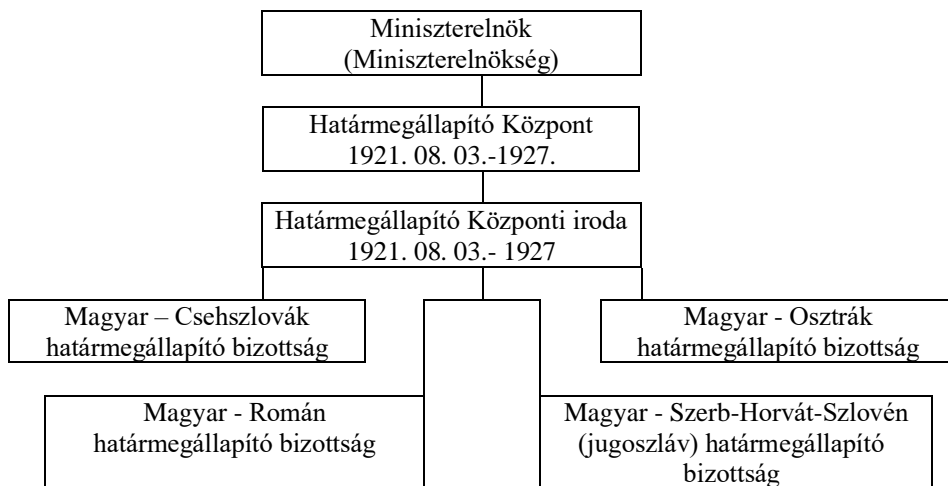 Miniszterelnök
(Miniszterelnökség)
Határmegállapító Központ
1921. 08. 03.-1927.
Határmegállapító Központi iroda
1921. 08. 03.- 1927
Magyar – Csehszlovák
határmegállapító bizottság
Magyar - Osztrák
határmegállapító bizottság
Magyar - Román
határmegállapító bizottság
Magyar - Szerb-Horvát-Szlovén
(jugoszláv) határmegállapító
bizottság